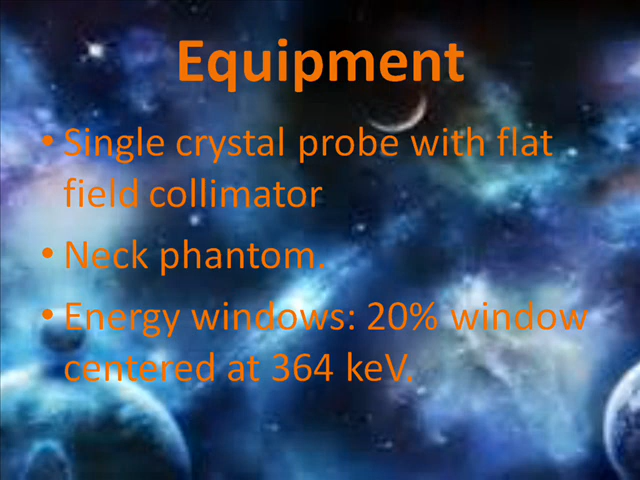 Equipment
• Single crystal probe with flat
field collimator
• Neck phantom.
• Energy windows: 20% window
centered at 364 keV.